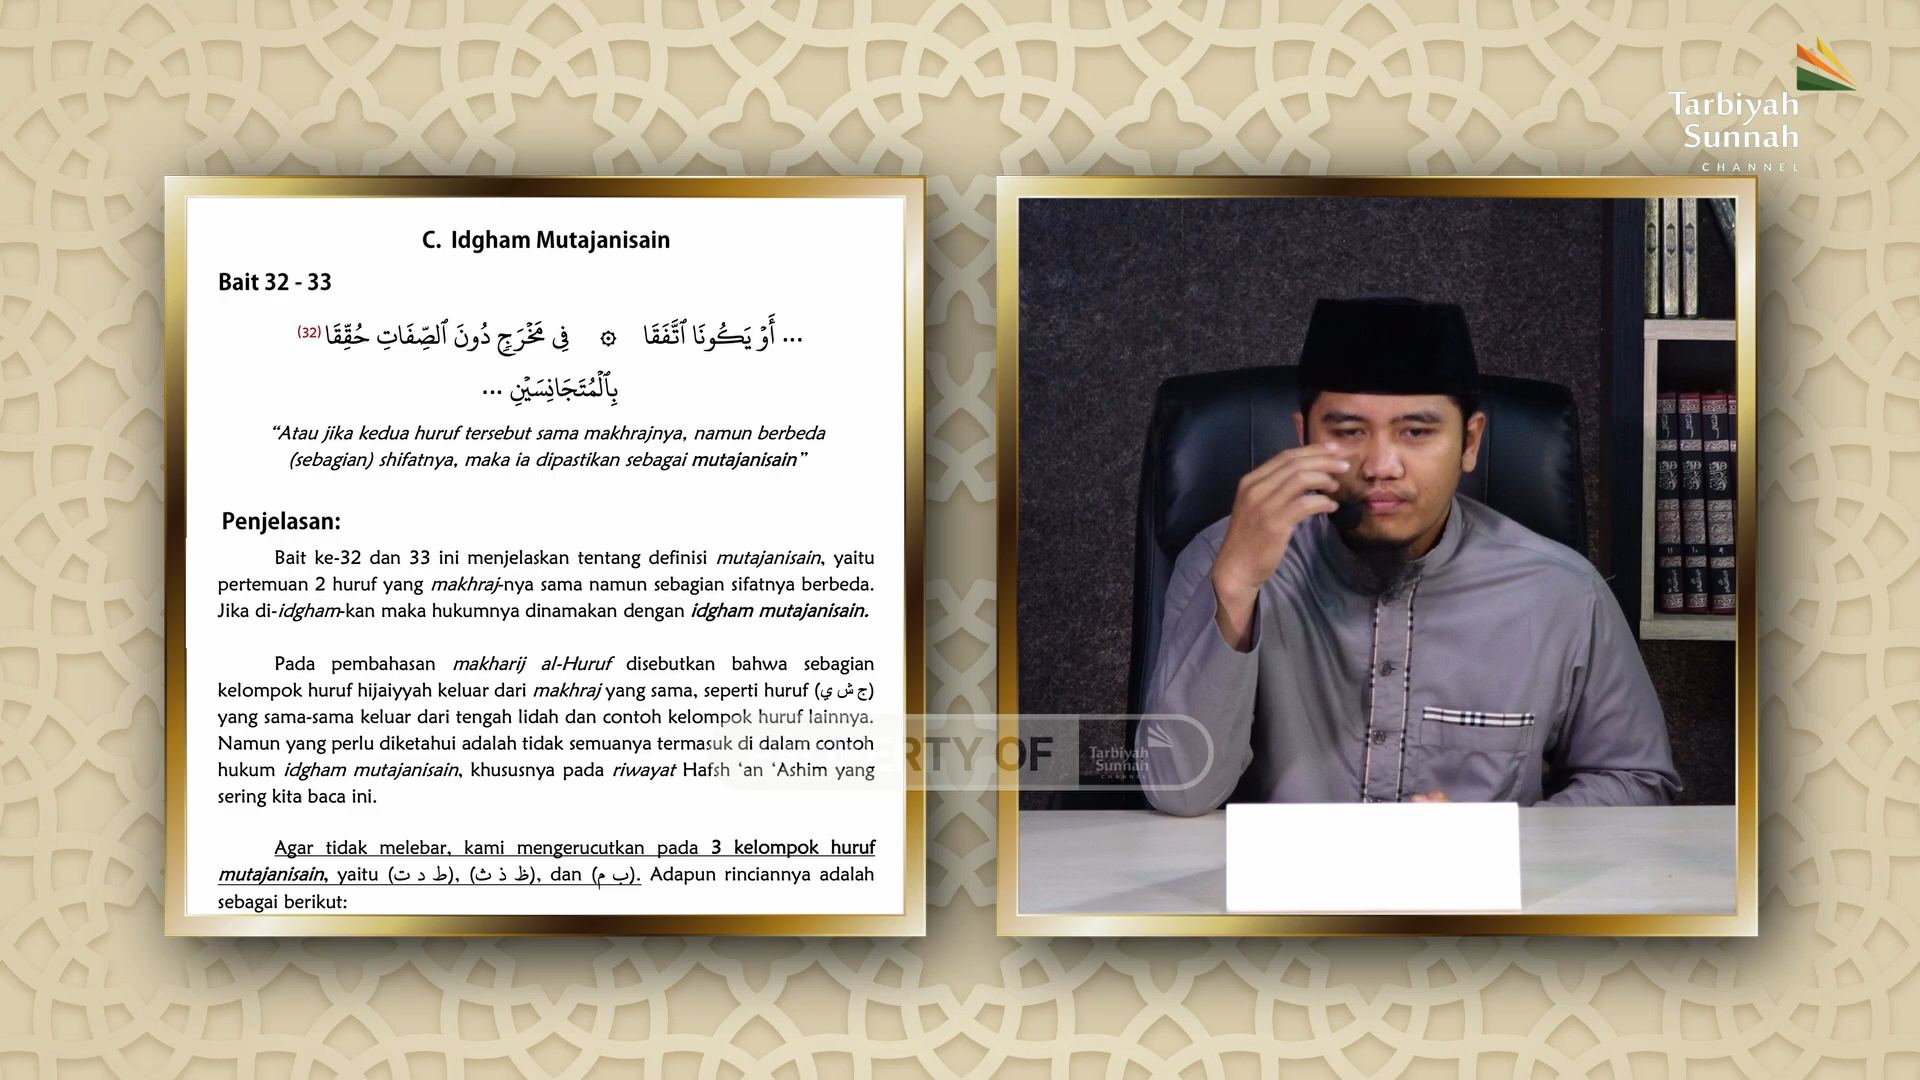 Tarbiyah
Sunnah
CHANNEL
C. Idgham Mutajanisain
Bait 32 - 33
... أَوْ يَكُونَا ٱتَّفَقَا ۞ فِي مَخْرَجٍ دُونَ ٱلصِّفَاتِ حُقِّقَا (32)
بِٱلْمُتَجَانِسَيْنِ ...
“Atau jika kedua huruf tersebut sama makhrajnya, namun berbeda
(sebagian) shifatnya, maka ia dipastikan sebagai mutajanisain”
Penjelasan:
Bait ke-32 dan 33 ini menjelaskan tentang definisi mutajanisain, yaitu
pertemuan 2 huruf yang makhraj-nya sama namun sebagian sifatnya berbeda.
Jika di-idgham-kan maka hukumnya dinamakan dengan idgham mutajanisain.
Pada pembahasan makharij al-Huruf disebutkan bahwa sebagian
kelompok huruf hijaiyyah keluar dari makhraj yang sama, seperti huruf (ج ش ي)
yang sama-sama keluar dari tengah lidah dan contoh kelompok huruf lainnya.
Namun yang perlu diketahui adalah tidak semuanya termasuk di dalam contoh
hukum idgham mutajanisain, khususnya pada riwayat Hafsh ‘an ‘Ashim yang
sering kita baca ini.
Agar tidak melebar, kami mengerucutkan pada 3 kelompok huruf
mutajanisain, yaitu (ط د ت), (ظ ذ ث), dan (ب م). Adapun rinciannya adalah
sebagai berikut:
ERTY OF
Tarbiyah
Sunnah
CHANNEL